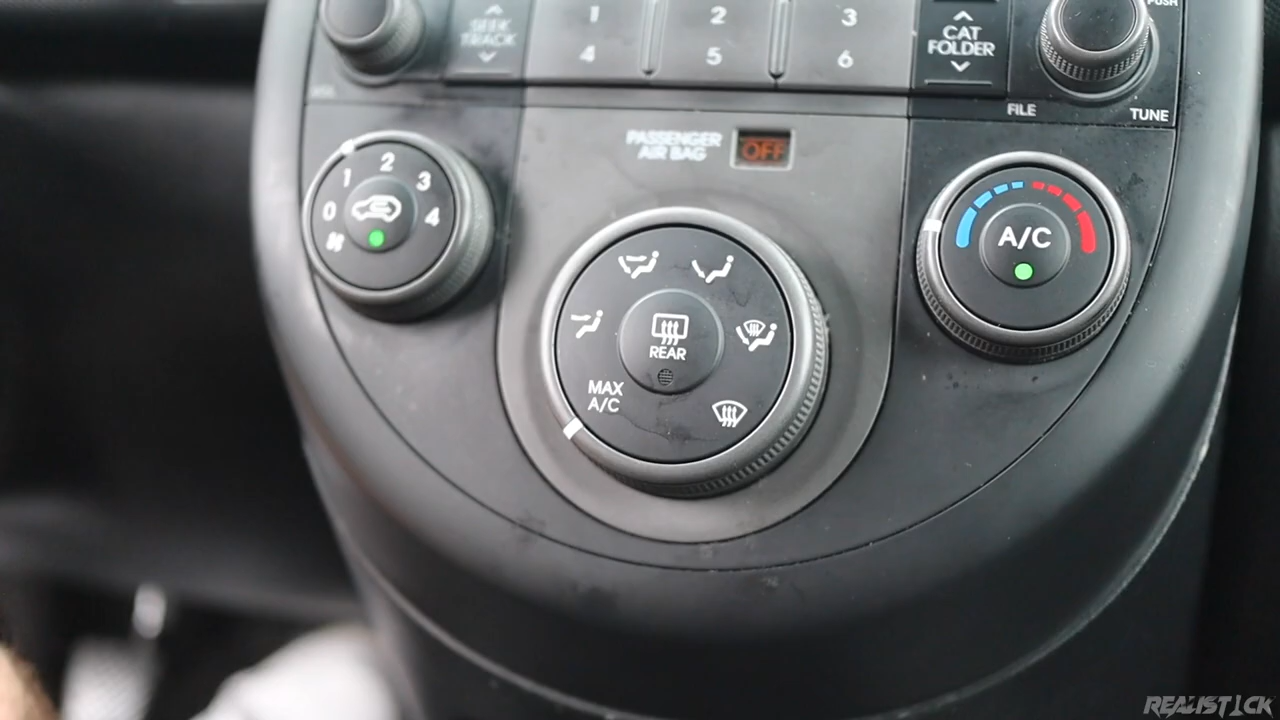 SEEK
TRACK
1 2 3
4 5 6
CAT
FOLDER
PUSH
FILE
TUNE
PASSENGER
AIR BAG
OFF
0 1 2 3 4
A/C
REAR
MAX
A/C
REALISTICK